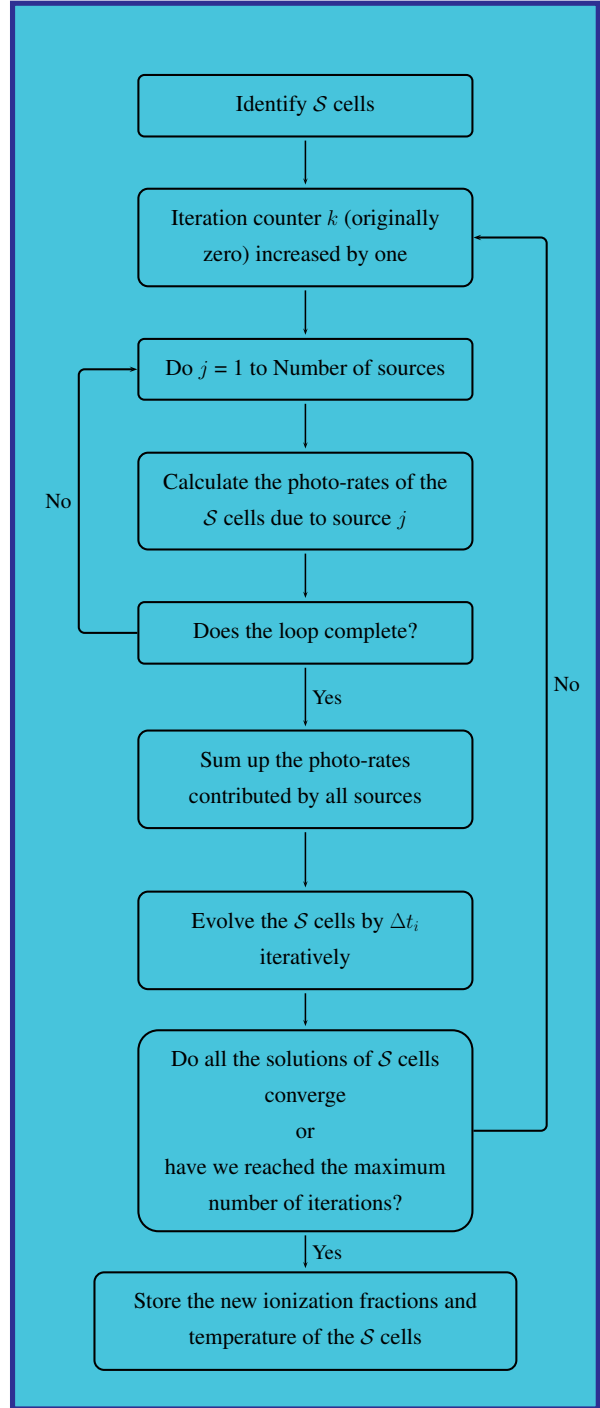 Identify 𝒮 cells
Iteration counter k (originally
zero) increased by one
Do j = 1 to Number of sources
Calculate the photo-rates of the
𝒮 cells due to source j
No
Does the loop complete?
Yes
No
Sum up the photo-rates
contributed by all sources
Evolve the 𝒮 cells by Δtᵢ
iteratively
Do all the solutions of 𝒮 cells
converge
or
have we reached the maximum
number of iterations?
Yes
Store the new ionization fractions and
temperature of the 𝒮 cells